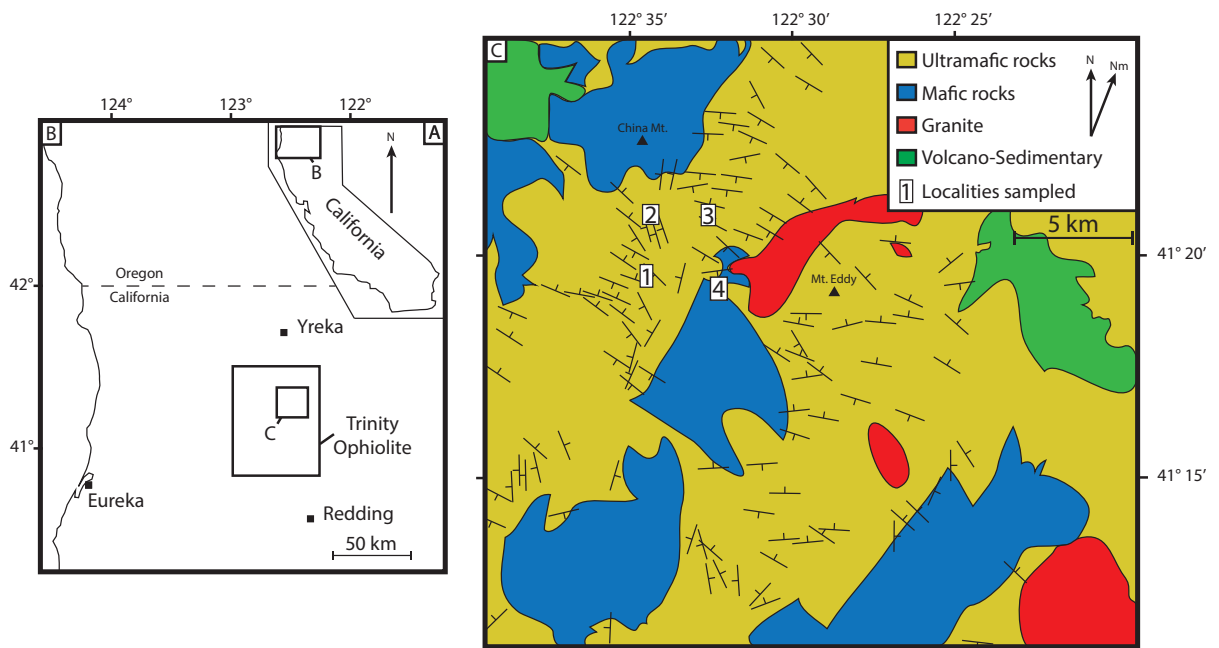 124°
123°
122°
B
A
N
B
California
42°
Oregon
California
Yreka
C
Trinity
Ophiolite
41°
Eureka
Redding
50 km
122° 35′
122° 30′
122° 25′
C
Ultramafic rocks
Mafic rocks
Granite
Volcano-Sedimentary
1 Localities sampled
N
Nm
China Mt.
2
3
5 km
41° 20′
1
4
Mt. Eddy
41° 15′